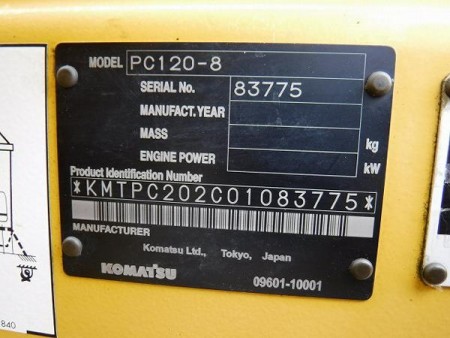 MODEL PC120-8
SERIAL No. 83775
MANUFACT.YEAR
MASS kg
ENGINE POWER kW
Product Identification Number
*KMTPC202C01083775*
MANUFACTURER
Komatsu Ltd., Tokyo, Japan
KOMATSU 09601-10001
840